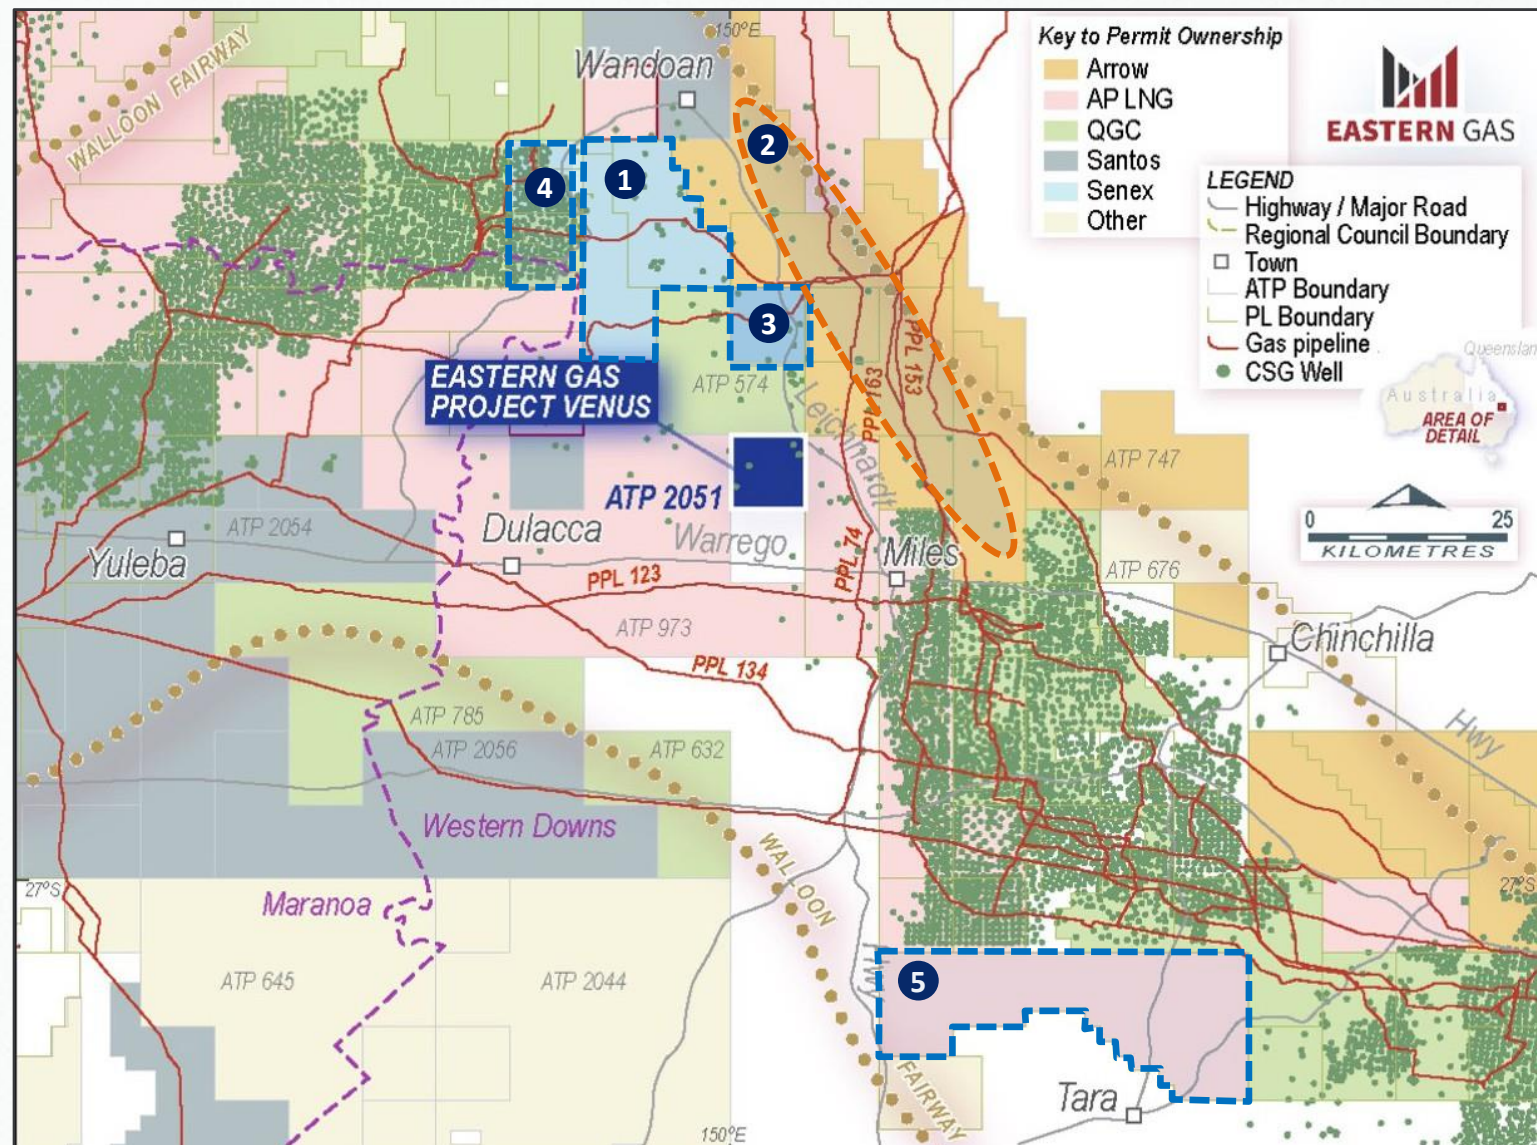 150°E
WALLOON FAIRWAY
Wandoan
Key to Permit Ownership
Arrow
AP LNG
QGC
Santos
Senex
Other
EASTERN GAS
LEGEND
Highway / Major Road
Regional Council Boundary
Town
ATP Boundary
PL Boundary
Gas pipeline
CSG Well
Queensland
Australia
AREA OF
DETAIL
0 25
KILOMETRES
4
1
2
3
EASTERN GAS
PROJECT VENUS
ATP 574
Leichhardt
PPL 163
PPL 153
ATP 2051
ATP 747
ATP 2054
Yuleba
Dulacca
Warrego
PPL 74
Miles
ATP 676
PPL 123
ATP 973
PPL 134
Chinchilla
Hwy
ATP 785
ATP 2056
ATP 632
Western Downs
WALLOON
27°S
27°S
Maranoa
ATP 645
ATP 2044
Hwy
5
FAIRWAY
Tara
150°E